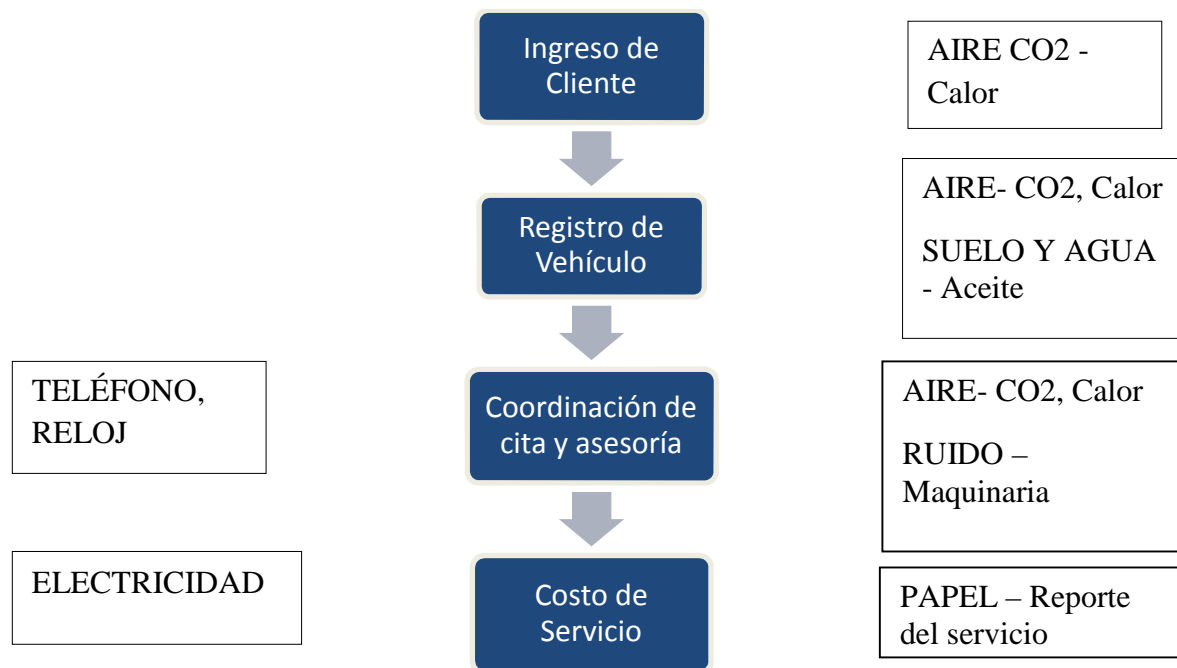 Ingreso de
Cliente
AIRE CO2 -
Calor
Registro de
Vehículo
AIRE- CO2, Calor
SUELO Y AGUA
- Aceite
TELÉFONO,
RELOJ
Coordinación de
cita y asesoría
AIRE- CO2, Calor
RUIDO –
Maquinaria
ELECTRICIDAD
Costo de
Servicio
PAPEL – Reporte
del servicio